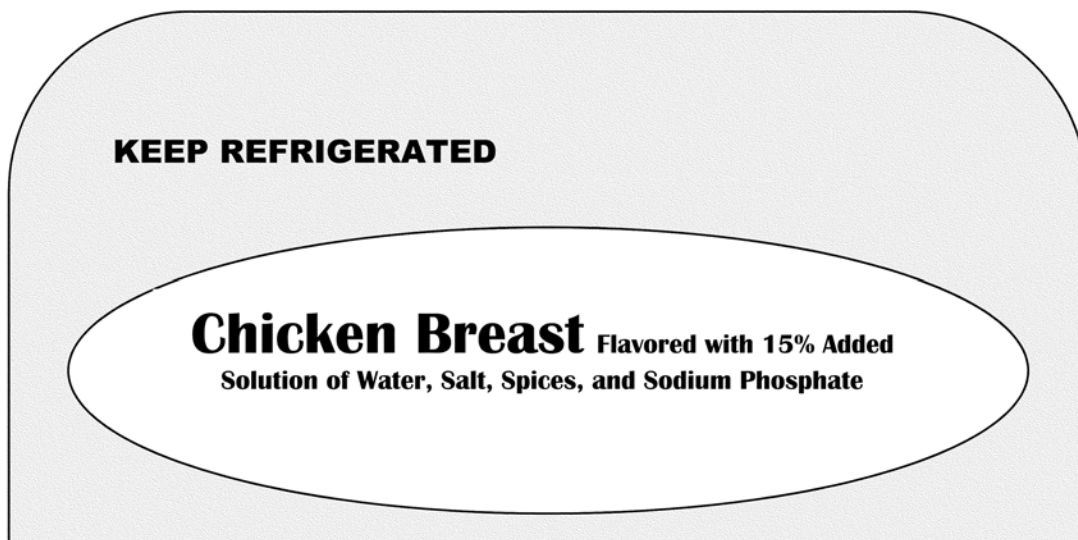 KEEP REFRIGERATED
Chicken Breast Flavored with 15% Added
Solution of Water, Salt, Spices, and Sodium Phosphate